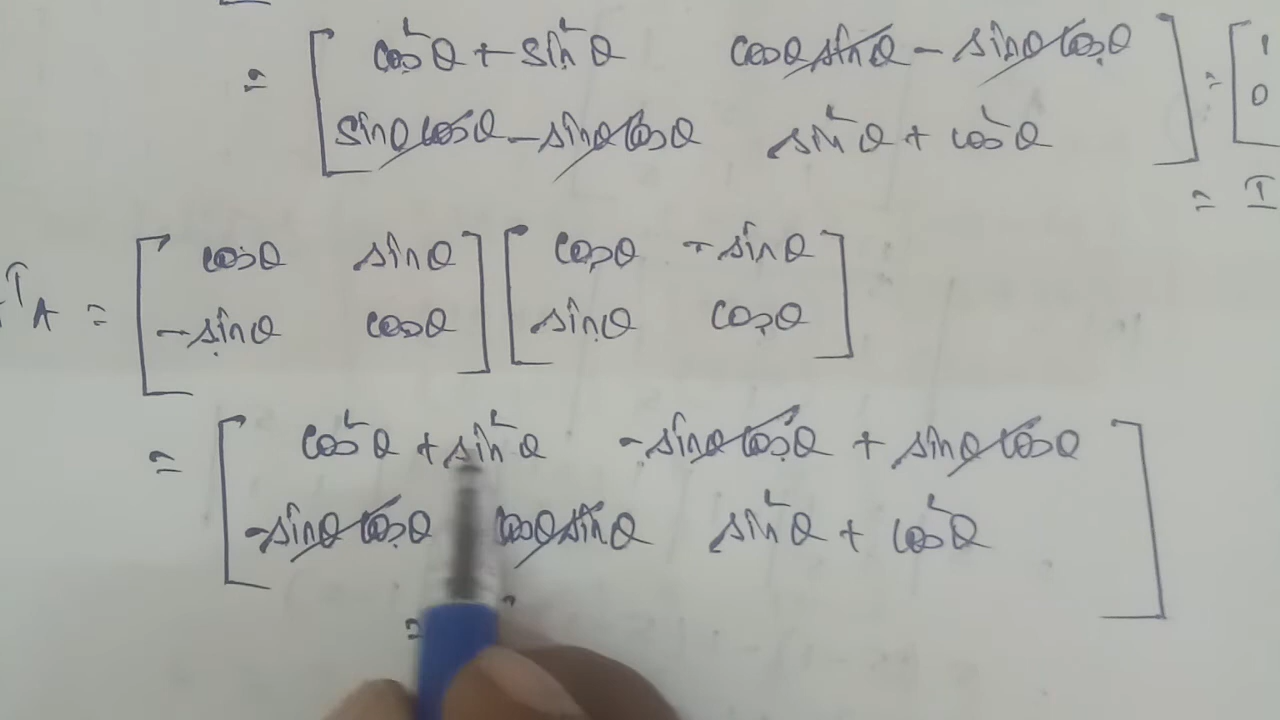 = [ cos²θ + sin²θ cosθ sinθ - sinθ cosθ ] = [ 1
sinθ cosθ - sinθ cosθ sin²θ + cos²θ 0
= I
[ cosθ sinθ ] [ cosθ -sinθ ]
T A = -sinθ cosθ sinθ cosθ
= [ cos²θ + sin²θ -sinθ cosθ + sinθ cosθ ]
-sinθ cosθ cosθ sinθ sin²θ + cos²θ
=